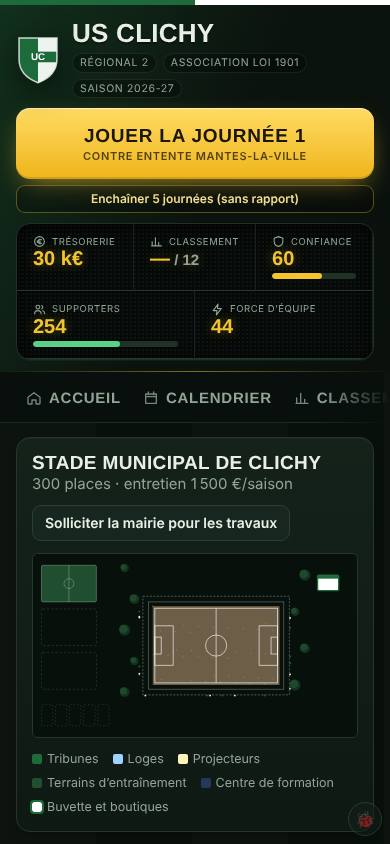 US CLICHY
UC
RÉGIONAL 2
ASSOCIATION LOI 1901
SAISON 2026-27
JOUER LA JOURNÉE 1
CONTRE ENTENTE MANTES-LA-VILLE
Enchaîner 5 journées (sans rapport)
TRÉSORERIE
30 k€
CLASSEMENT
— / 12
CONFIANCE
60
SUPPORTERS
254
FORCE D'ÉQUIPE
44
ACCUEIL
CALENDRIER
CLASSE
STADE MUNICIPAL DE CLICHY
300 places · entretien 1 500 €/saison
Solliciter la mairie pour les travaux
Tribunes
Loges
Projecteurs
Terrains d'entraînement
Centre de formation
Buvette et boutiques